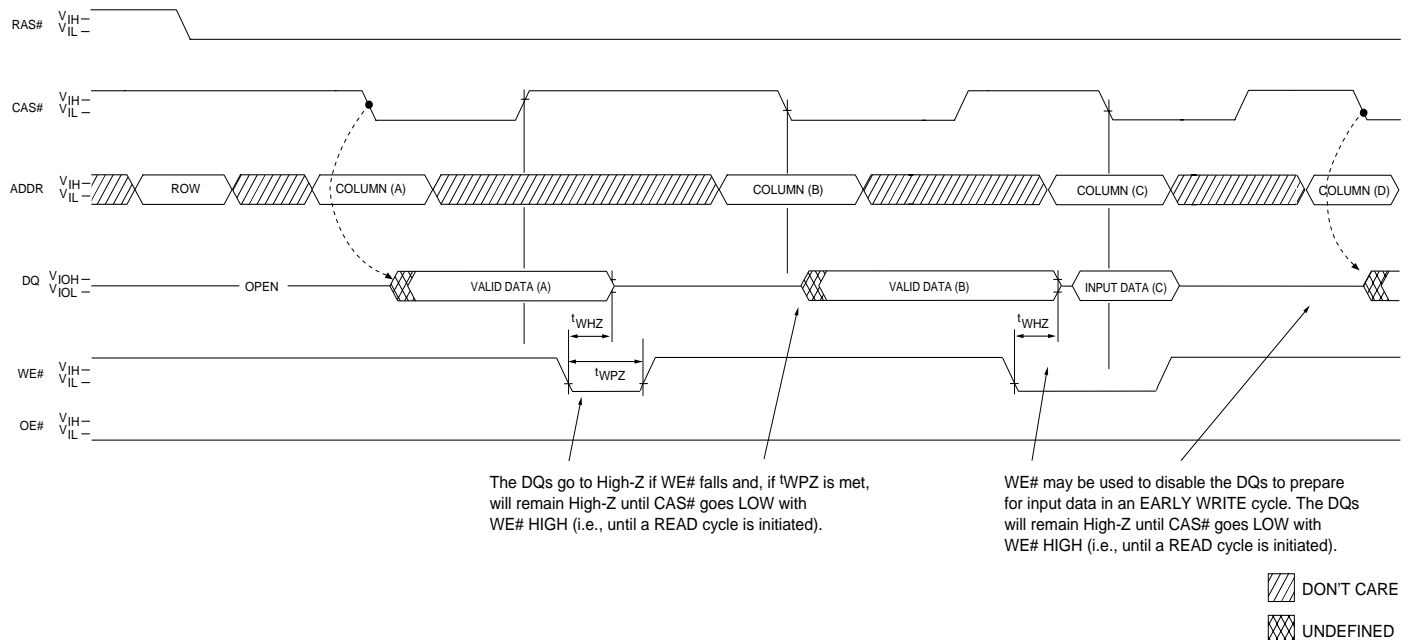 RAS# VIH VIL
CAS# VIH VIL
ADDR VIH VIL ROW COLUMN (A) COLUMN (B) COLUMN (C) COLUMN (D)
DQ VIOH VIOL OPEN VALID DATA (A) VALID DATA (B) INPUT DATA (C)
tWHZ tWHZ
tWPZ
WE# VIH VIL
OE# VIH VIL
The DQs go to High-Z if WE# falls and, if tWPZ is met,
will remain High-Z until CAS# goes LOW with
WE# HIGH (i.e., until a READ cycle is initiated).
WE# may be used to disable the DQs to prepare
for input data in an EARLY WRITE cycle. The DQs
will remain High-Z until CAS# goes LOW with
WE# HIGH (i.e., until a READ cycle is initiated).
DON'T CARE
UNDEFINED